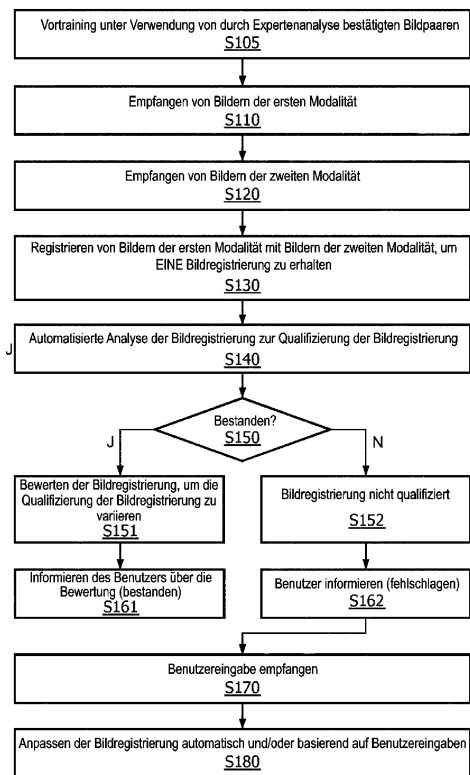 Vortraining unter Verwendung von durch Expertenanalyse bestätigten Bildpaaren
S105
Empfangen von Bildern der ersten Modalität
S110
Empfangen von Bildern der zweiten Modalität
S120
Registrieren von Bildern der ersten Modalität mit Bildern der zweiten Modalität, um
EINE Bildregistrierung zu erhalten
S130
J
Automatisierte Analyse der Bildregistrierung zur Qualifizierung der Bildregistrierung
S140
Bestanden?
S150
J
N
Bewerten der Bildregistrierung, um die
Qualifizierung der Bildregistrierung zu
variieren
S151
Bildregistrierung nicht qualifiziert
S152
Informieren des Benutzers über die
Bewertung (bestanden)
S161
Benutzer informieren (fehlschlagen)
S162
Benutzereingabe empfangen
S170
Anpassen der Bildregistrierung automatisch und/oder basierend auf Benutzereingaben
S180